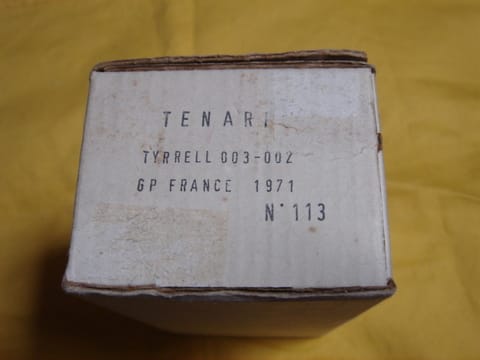 TENARI
TYRRELL 003-002
GP FRANCE 1971
N° 113